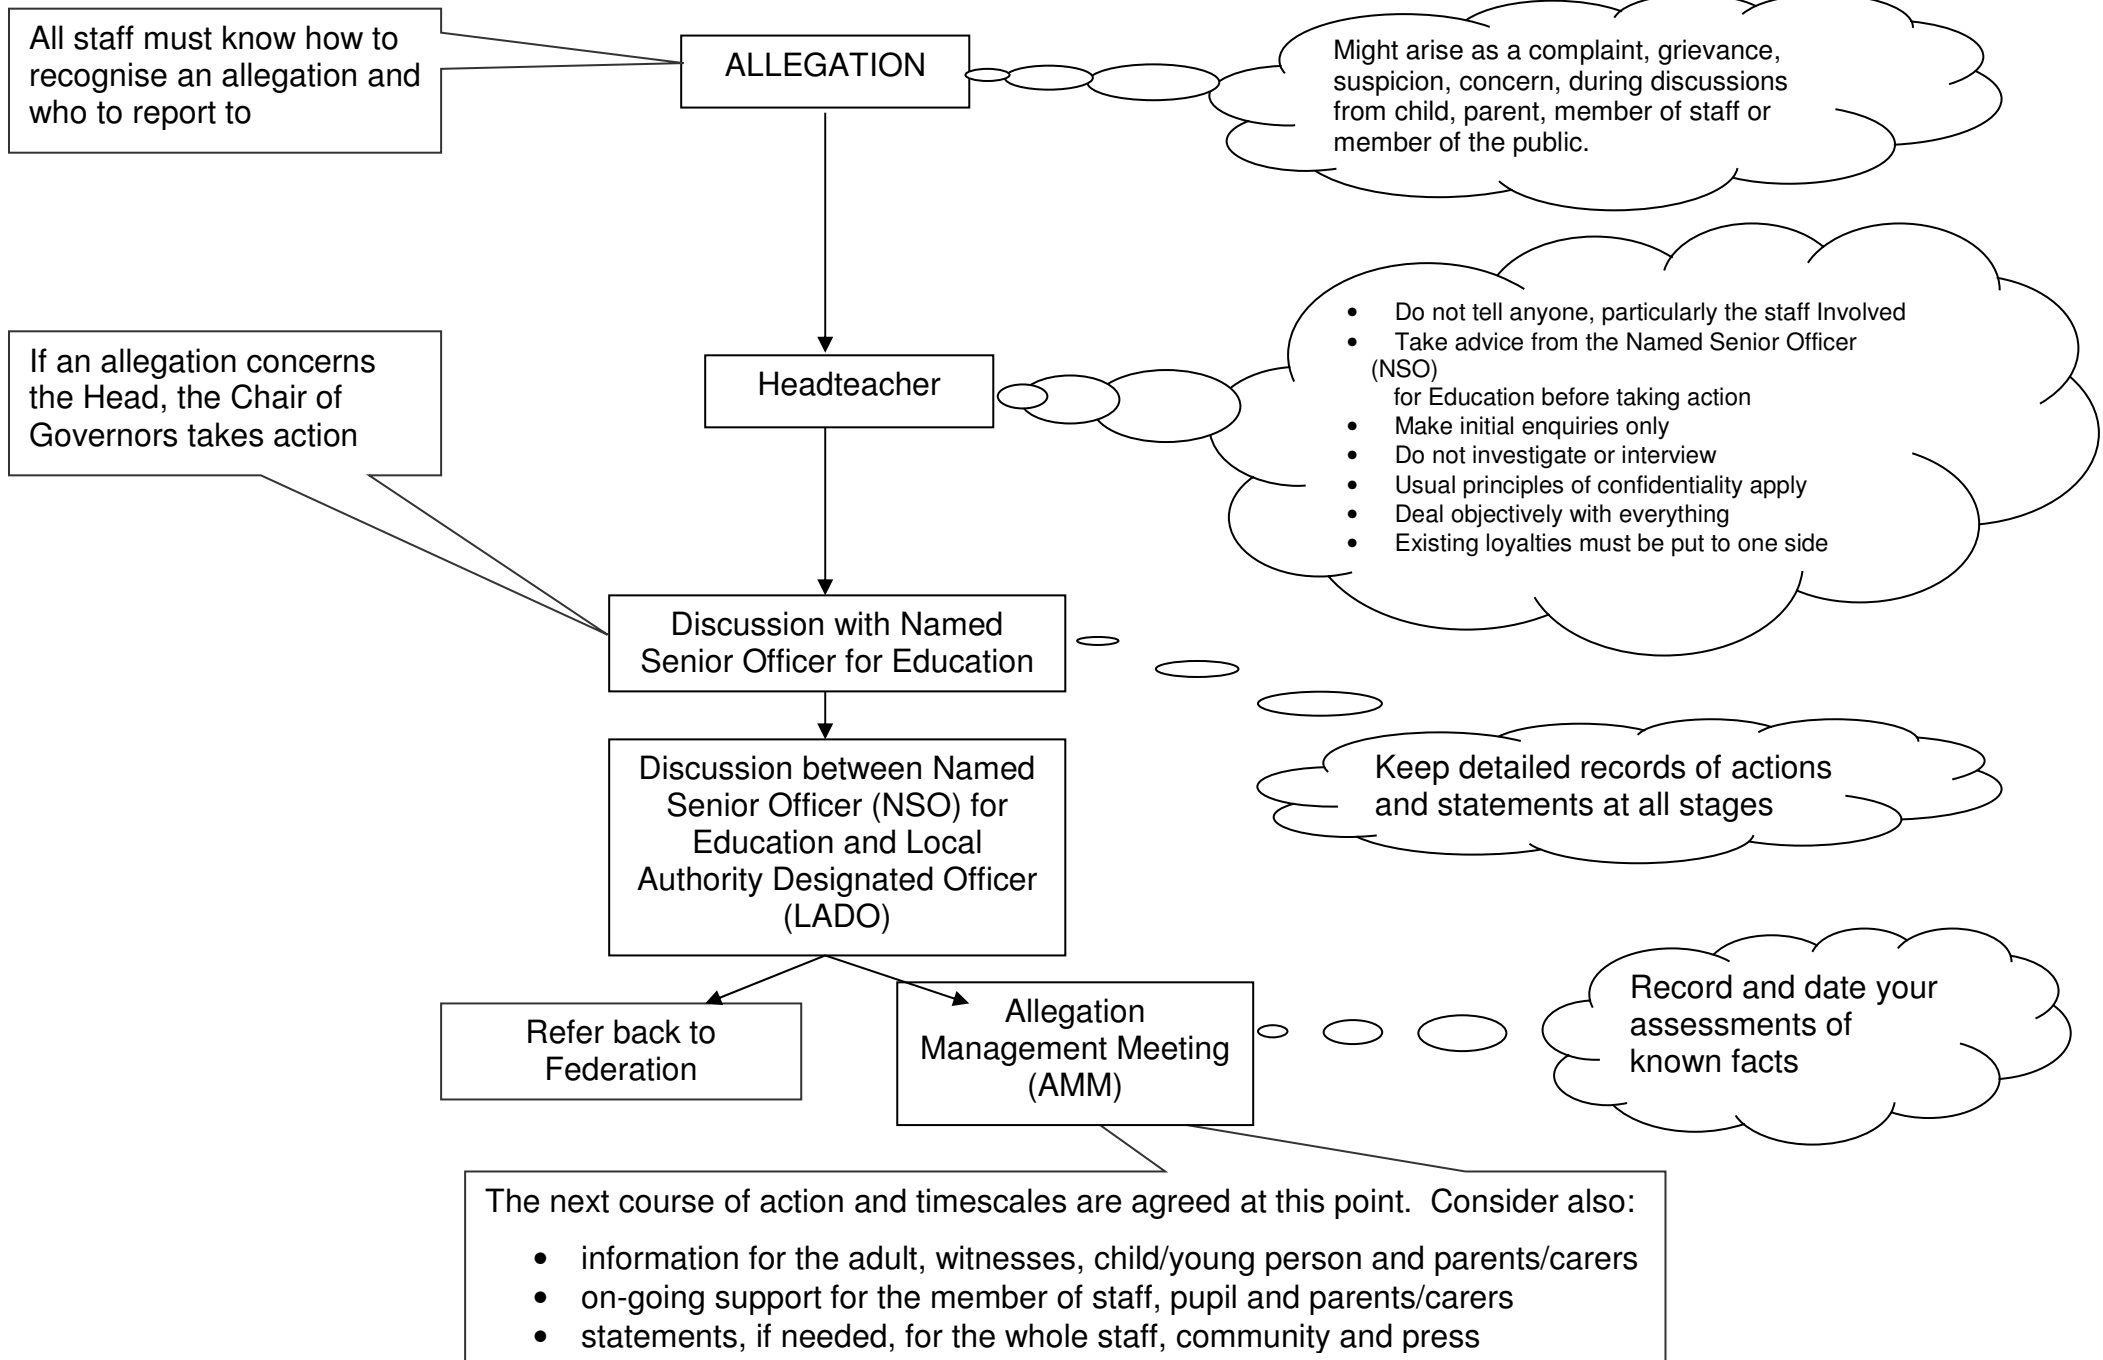 All staff must know how to
recognise an allegation and
who to report to
ALLEGATION
Might arise as a complaint, grievance,
suspicion, concern, during discussions
from child, parent, member of staff or
member of the public.
If an allegation concerns
the Head, the Chair of
Governors takes action
Headteacher
• Do not tell anyone, particularly the staff Involved
• Take advice from the Named Senior Officer
(NSO)
for Education before taking action
• Make initial enquiries only
• Do not investigate or interview
• Usual principles of confidentiality apply
• Deal objectively with everything
• Existing loyalties must be put to one side
Discussion with Named
Senior Officer for Education
Discussion between Named
Senior Officer (NSO) for
Education and Local
Authority Designated Officer
(LADO)
Keep detailed records of actions
and statements at all stages
Refer back to
Federation
Allegation
Management Meeting
(AMM)
Record and date your
assessments of
known facts
The next course of action and timescales are agreed at this point. Consider also:
• information for the adult, witnesses, child/young person and parents/carers
• on-going support for the member of staff, pupil and parents/carers
• statements, if needed, for the whole staff, community and press